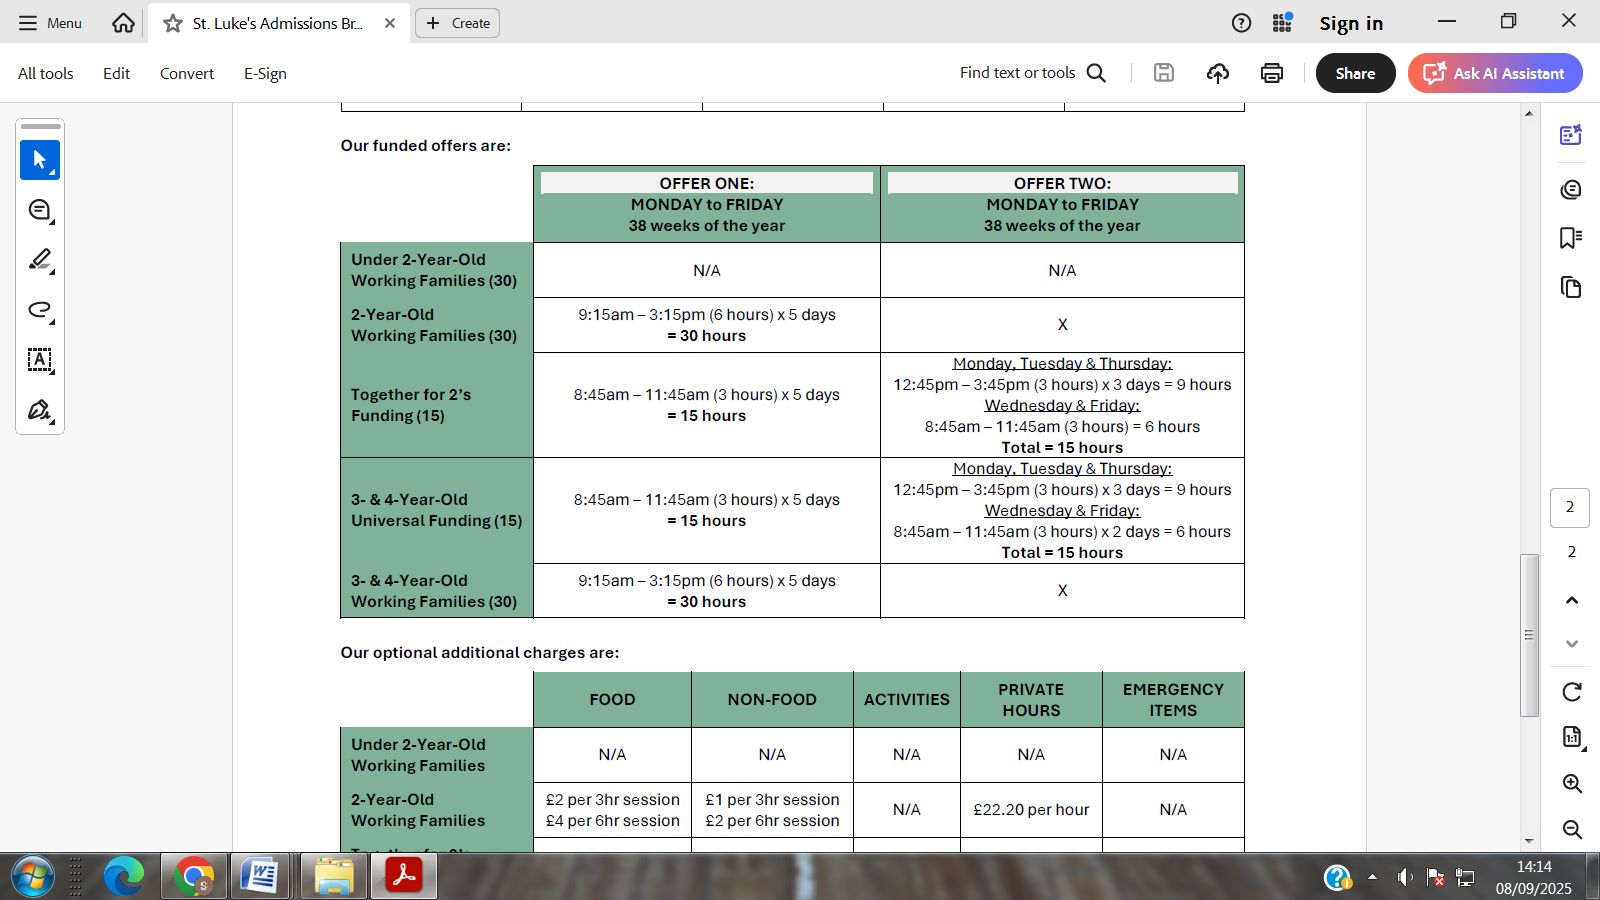 Menu
St. Luke's Admissions Br...
Create
Sign in
All tools
Edit
Convert
E-Sign
Find text or tools
Share
Ask AI Assistant
Our funded offers are:
OFFER ONE:
MONDAY to FRIDAY
38 weeks of the year
OFFER TWO:
MONDAY to FRIDAY
38 weeks of the year
Under 2-Year-Old
Working Families (30)
N/A
N/A
2-Year-Old
Working Families (30)
9:15am – 3:15pm (6 hours) x 5 days
= 30 hours
X
Together for 2's
Funding (15)
8:45am – 11:45am (3 hours) x 5 days
= 15 hours
Monday, Tuesday & Thursday:
12:45pm – 3:45pm (3 hours) x 3 days = 9 hours
Wednesday & Friday:
8:45am – 11:45am (3 hours) = 6 hours
Total = 15 hours
3- & 4-Year-Old
Universal Funding (15)
8:45am – 11:45am (3 hours) x 5 days
= 15 hours
Monday, Tuesday & Thursday:
12:45pm – 3:45pm (3 hours) x 3 days = 9 hours
Wednesday & Friday:
8:45am – 11:45am (3 hours) x 2 days = 6 hours
Total = 15 hours
3- & 4-Year-Old
Working Families (30)
9:15am – 3:15pm (6 hours) x 5 days
= 30 hours
X
Our optional additional charges are:
FOOD
NON-FOOD
ACTIVITIES
PRIVATE
HOURS
EMERGENCY
ITEMS
Under 2-Year-Old
Working Families
N/A
N/A
N/A
N/A
N/A
2-Year-Old
Working Families
£2 per 3hr session
£4 per 6hr session
£1 per 3hr session
£2 per 6hr session
N/A
£22.20 per hour
N/A
2
2
1:1
14:14
08/09/2025